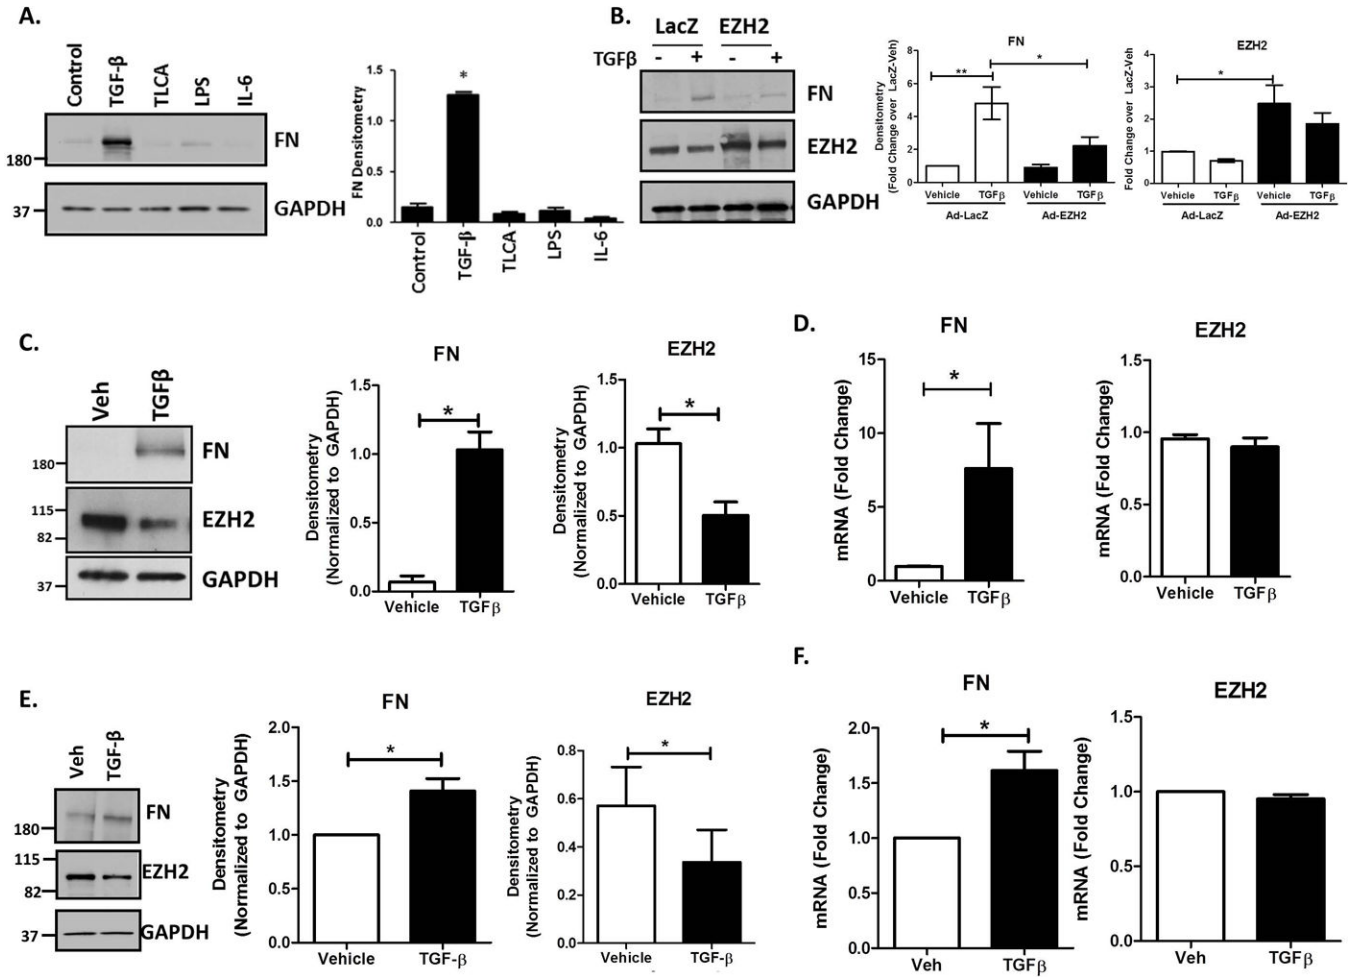 A.
Control
TGF-β
TLCA
LPS
IL-6
FN
180
GAPDH
37
FN Densitometry
1.5
1.0
0.5
0.0
*
Control
TGF-β
TLCA
LPS
IL-6
B.
LacZ EZH2
TGFβ - + - +
FN
EZH2
GAPDH
FN
Densitometry
(Fold Change over LacZ-Veh)
8
6
4
2
0
** *
Vehicle TGFβ Vehicle TGFβ
Ad-LacZ Ad-EZH2
EZH2
Fold Change over LacZ-Veh)
4
3
2
1
0
*
Vehicle TGFβ Vehicle TGFβ
Ad-LacZ Ad-EZH2
C.
Veh
TGFβ
FN
180
115
EZH2
82
GAPDH
37
FN
Densitometry
(Normalized to GAPDH)
1.5
1.0
0.5
0.0
*
Vehicle TGFβ
EZH2
Densitometry
(Normalized to GAPDH)
1.5
1.0
0.5
0.0
*
Vehicle TGFβ
D.
FN
mRNA (Fold Change)
15
10
5
0
*
Vehicle TGFβ
EZH2
mRNA (Fold Change)
1.5
1.0
0.5
0.0
Vehicle TGFβ
E.
Veh
TGF-β
FN
180
115
EZH2
82
GAPDH
37
FN
Densitometry
(Normalized to GAPDH)
2.0
1.5
1.0
0.5
0.0
*
Vehicle TGF-β
EZH2
Densitometry
(Normalized to GAPDH)
0.8
0.6
0.4
0.2
0.0
*
Vehicle TGF-β
F.
FN
mRNA (Fold Change)
2.0
1.5
1.0
0.5
0.0
*
Veh TGFβ
EZH2
mRNA (Fold Change)
1.5
1.0
0.5
0.0
Veh TGFβ